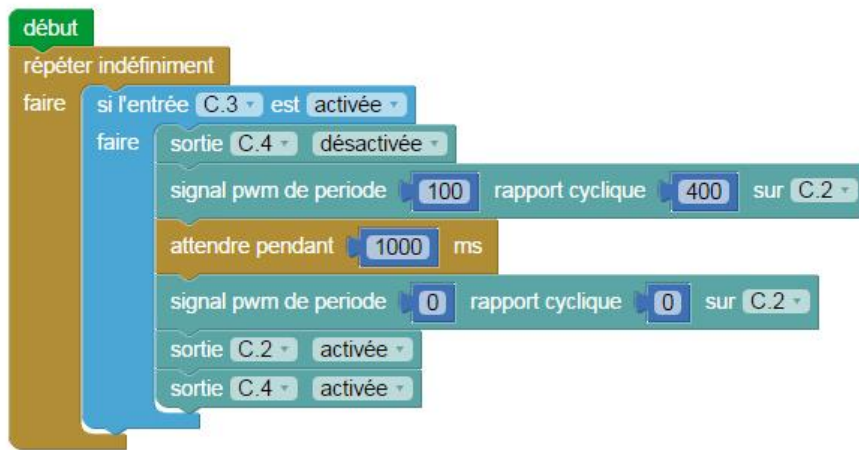 début
répéter indéfiniment
faire si l'entrée C.3 est activée
faire sortie C.4 désactivée
signal pwm de periode 100 rapport cyclique 400 sur C.2
attendre pendant 1000 ms
signal pwm de periode 0 rapport cyclique 0 sur C.2
sortie C.2 activée
sortie C.4 activée